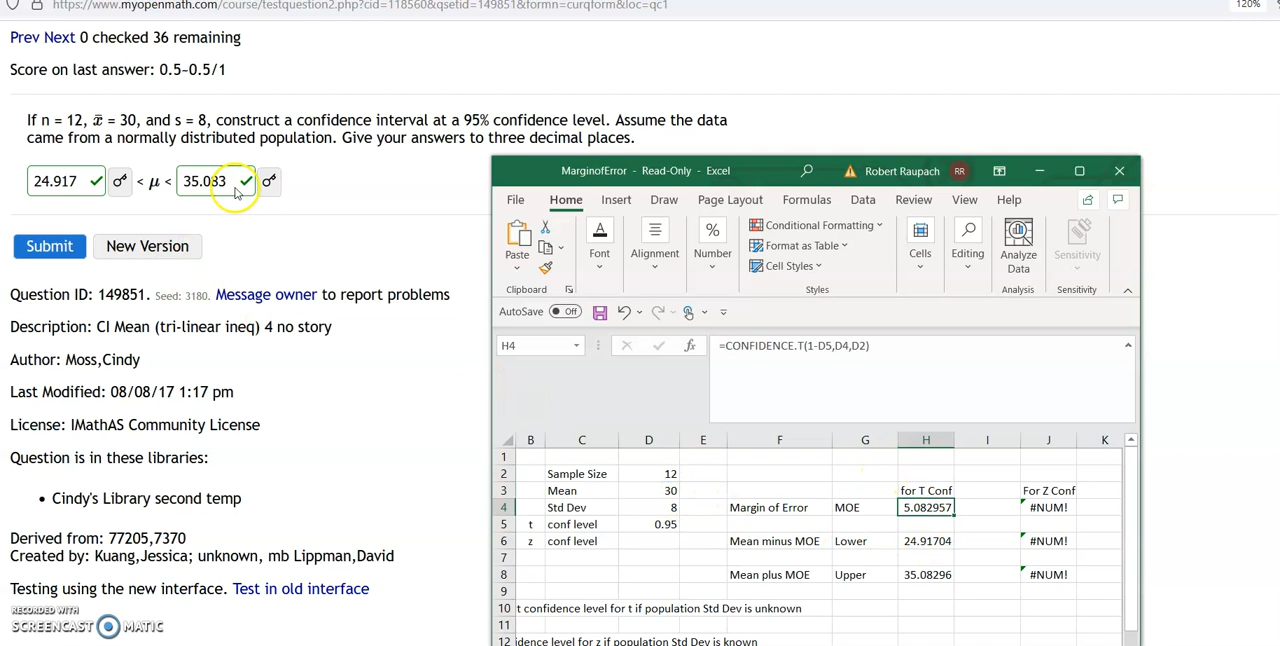 https://www.myopenmath.com/course/testquestion2.php?cid=118560&qsetid=149851&formn=curqform&loc=qc1
120%
Prev Next 0 checked 36 remaining
Score on last answer: 0.5~0.5/1
If n = 12, x̄ = 30, and s = 8, construct a confidence interval at a 95% confidence level. Assume the data
came from a normally distributed population. Give your answers to three decimal places.
24.917 < μ < 35.083
Submit New Version
Question ID: 149851. Seed: 3180. Message owner to report problems
Description: CI Mean (tri-linear ineq) 4 no story
Author: Moss,Cindy
Last Modified: 08/08/17 1:17 pm
License: IMathAS Community License
Question is in these libraries:
• Cindy's Library second temp
Derived from: 77205,7370
Created by: Kuang,Jessica; unknown, mb Lippman,David
Testing using the new interface. Test in old interface
RECORDED WITH
SCREENCAST MATIC
MarginofError - Read-Only - Excel
Robert Raupach RR
File Home Insert Draw Page Layout Formulas Data Review View Help
Paste
Font
Alignment
%
Number
Conditional Formatting
Format as Table
Cell Styles
Cells
Editing
Analyze
Data
Sensitivity
Clipboard Styles Analysis Sensitivity
AutoSave Off
H4 fx =CONFIDENCE.T(1-D5,D4,D2)
B C D E F G H I J K
1
2 Sample Size 12
3 Mean 30 for T Conf For Z Conf
4 Std Dev 8 Margin of Error MOE 5.082957 #NUM!
5 t conf level 0.95
6 z conf level Mean minus MOE Lower 24.91704 #NUM!
7
8 Mean plus MOE Upper 35.08296 #NUM!
9
10 t confidence level for t if population Std Dev is unknown
11
12 idence level for z if population Std Dev is known